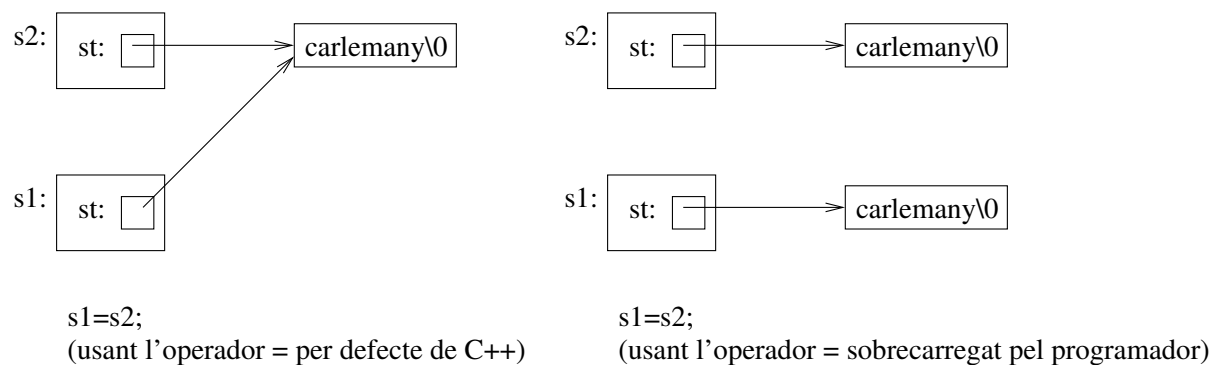 s2: st: carlemany\0
s1: st:
s1=s2;
(usant l'operador = per defecte de C++)
s2: st: carlemany\0
s1: st: carlemany\0
s1=s2;
(usant l'operador = sobrecarregat pel programador)